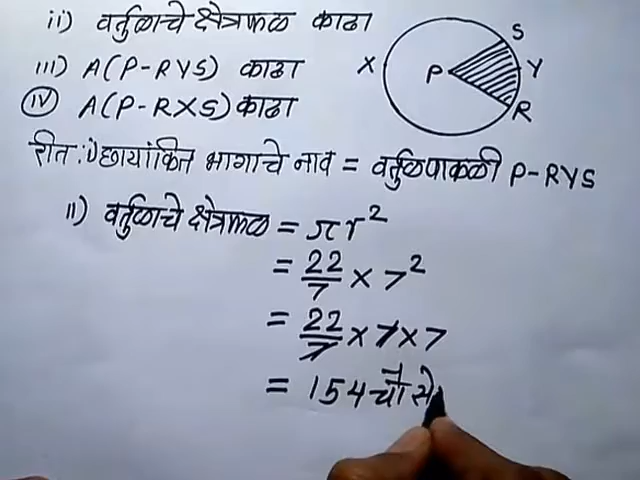 ii) वर्तुळाचे क्षेत्रफळ काढा
iii) A(P-RYS) काढा
iv A(P-RXS) काढा
X
P
S
Y
R
रीत : i) छायांकित भागाचे नाव = वर्तुळपाकळी P-RYS
ii) वर्तुळाचे क्षेत्रफळ = πr²
= 22/7 × 7²
= 22/7 × 7 × 7
= 154 चौ से